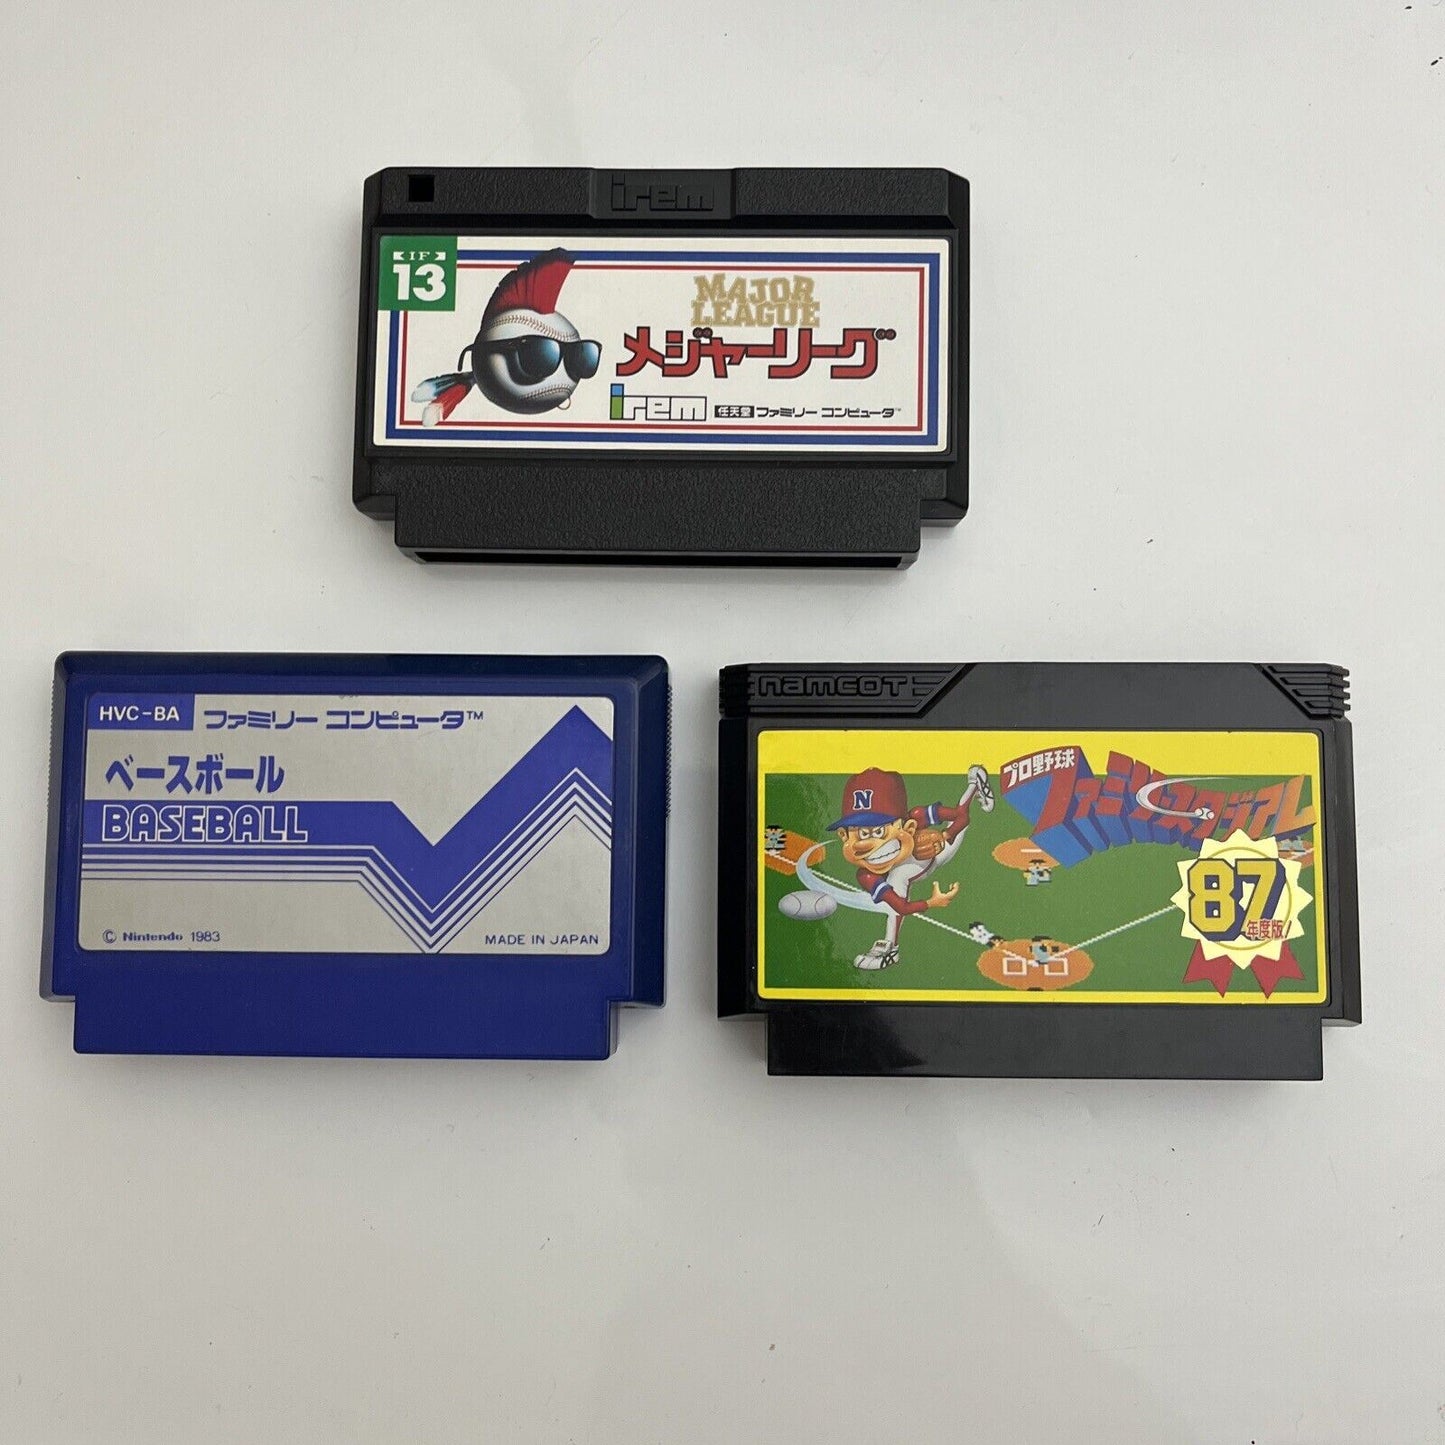 irem
IF
13
MAJOR
LEAGUE
メジャーリーグ
irem 任天堂 ファミリー コンピュータ™
HVC-BA ファミリー コンピュータ™
ベースボール
BASEBALL
© Nintendo 1983
MADE IN JAPAN
namcot
N
プロ野球
ファミリースタジアム
87
年度版